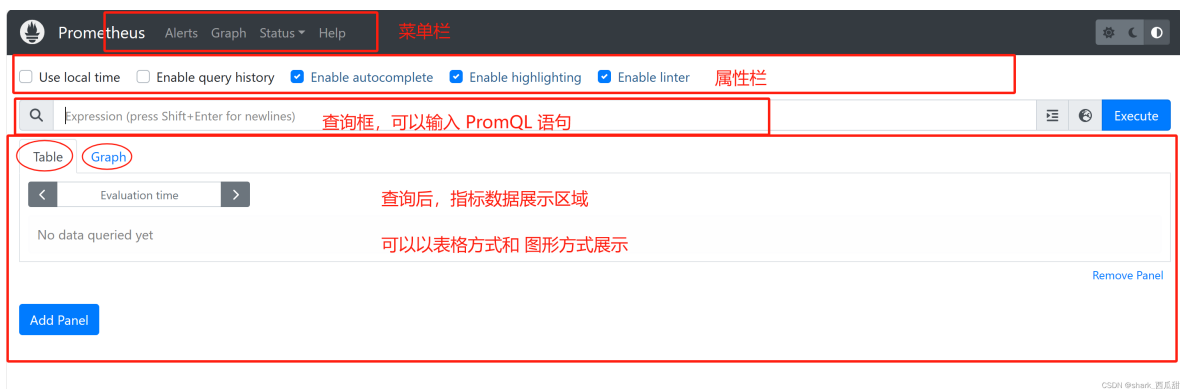 Prometheus Alerts Graph Status Help 菜单栏
Use local time Enable query history Enable autocomplete Enable highlighting Enable linter 属性栏
Expression (press Shift+Enter for newlines) 查询框，可以输入 PromQL 语句 Execute
Table Graph
Evaluation time 查询后，指标数据展示区域
No data queried yet 可以以表格方式和 图形方式展示
Remove Panel
Add Panel
CSDN @shark_西瓜甜